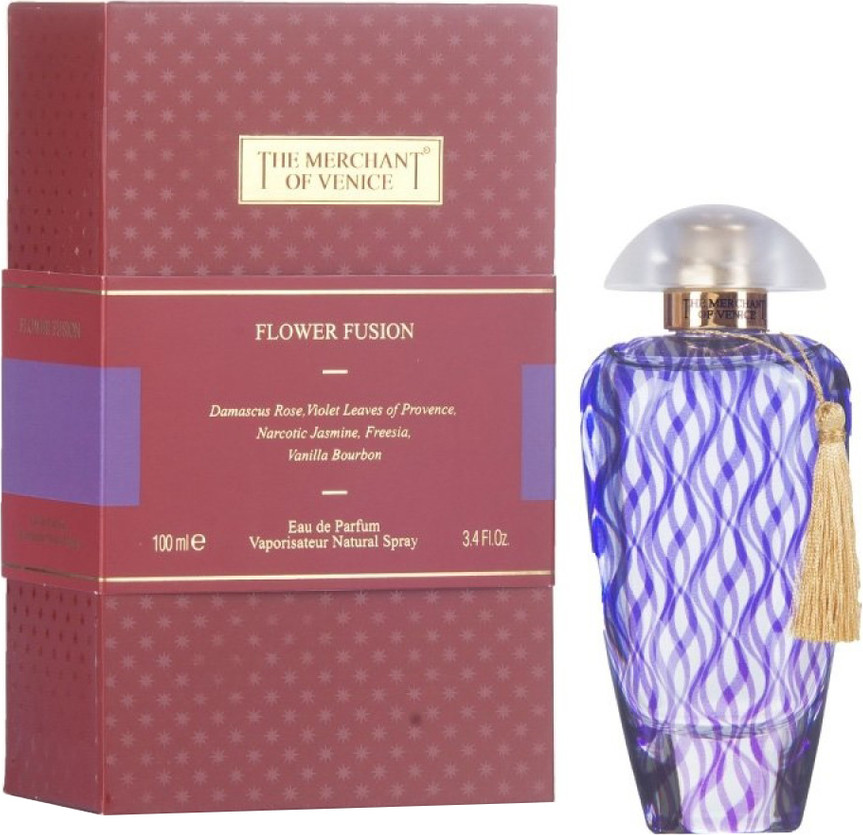 THE MERCHANT®
OF VENICE
FLOWER FUSION
Damascus Rose, Violet Leaves of Provence,
Narcotic Jasmine, Freesia,
Vanilla Bourbon
100 ml ℮
Eau de Parfum
Vaporisateur Natural Spray
3.4 Fl.Oz.
FLOWER FUSION
THE MERCHANT
OF VENICE